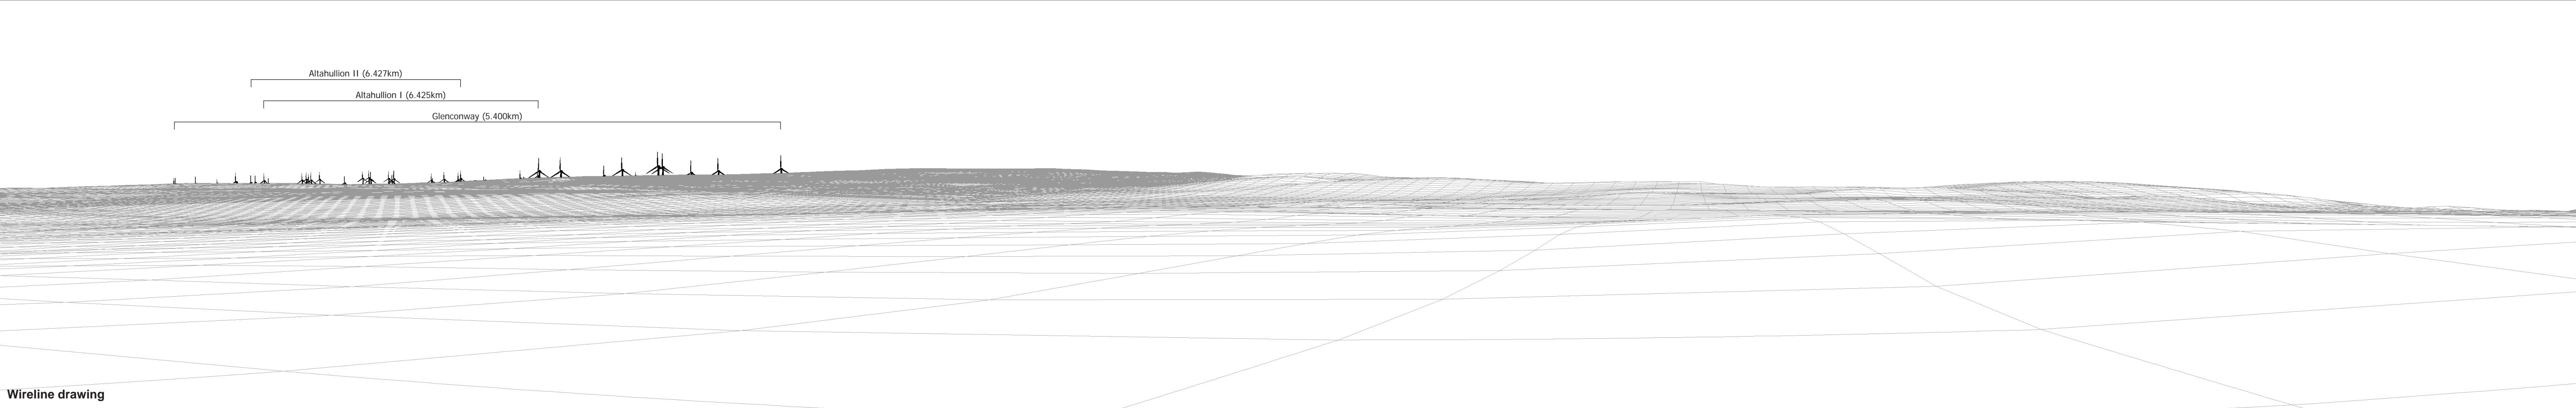 Altahullion II (6.427km)
Altahullion I (6.425km)
Glenconway (5.400km)
Wireline drawing